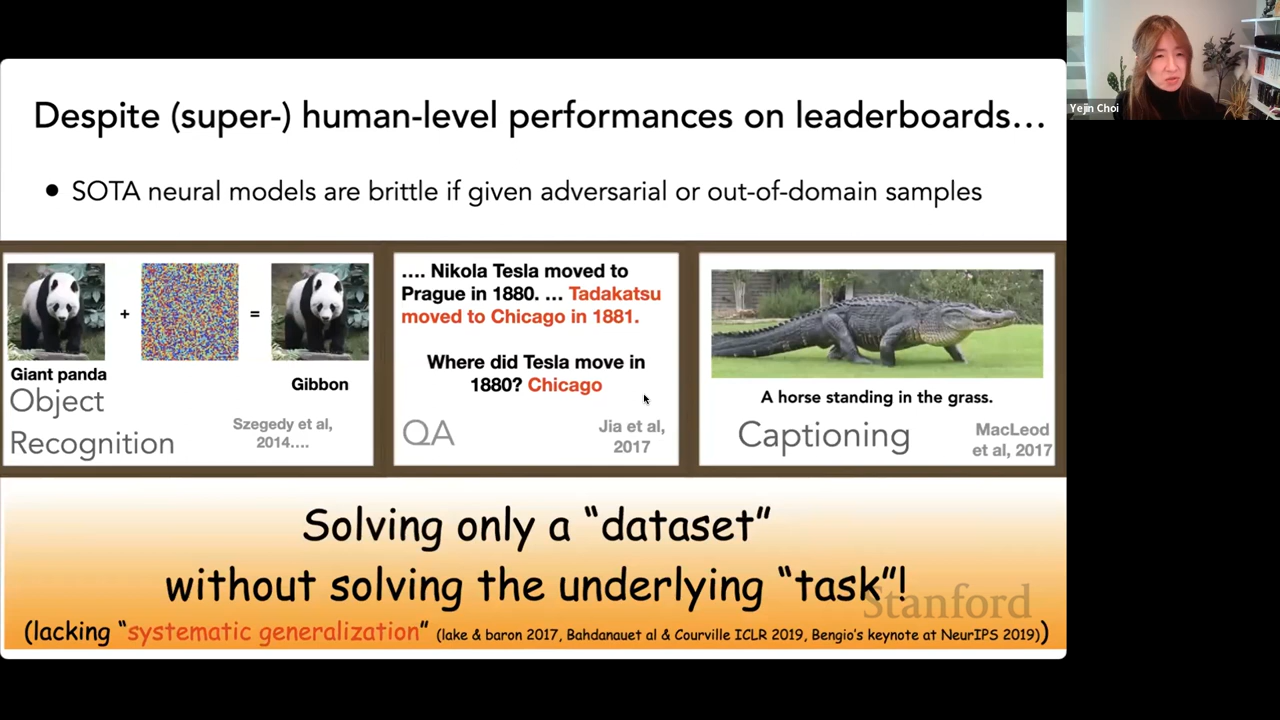 Despite (super-) human-level performances on leaderboards…
• SOTA neural models are brittle if given adversarial or out-of-domain samples
+
=
Giant panda
Gibbon
Object
Recognition
Szegedy et al,
2014….
…. Nikola Tesla moved to
Prague in 1880. … Tadakatsu
moved to Chicago in 1881.
Where did Tesla move in
1880? Chicago
QA
Jia et al,
2017
A horse standing in the grass.
Captioning
MacLeod
et al, 2017
Solving only a “dataset”
without solving the underlying “task”!
(lacking “systematic generalization” (lake & baron 2017, Bahdanauet al & Courville ICLR 2019, Bengio’s keynote at NeurIPS 2019))
Stanford
Yejin Choi